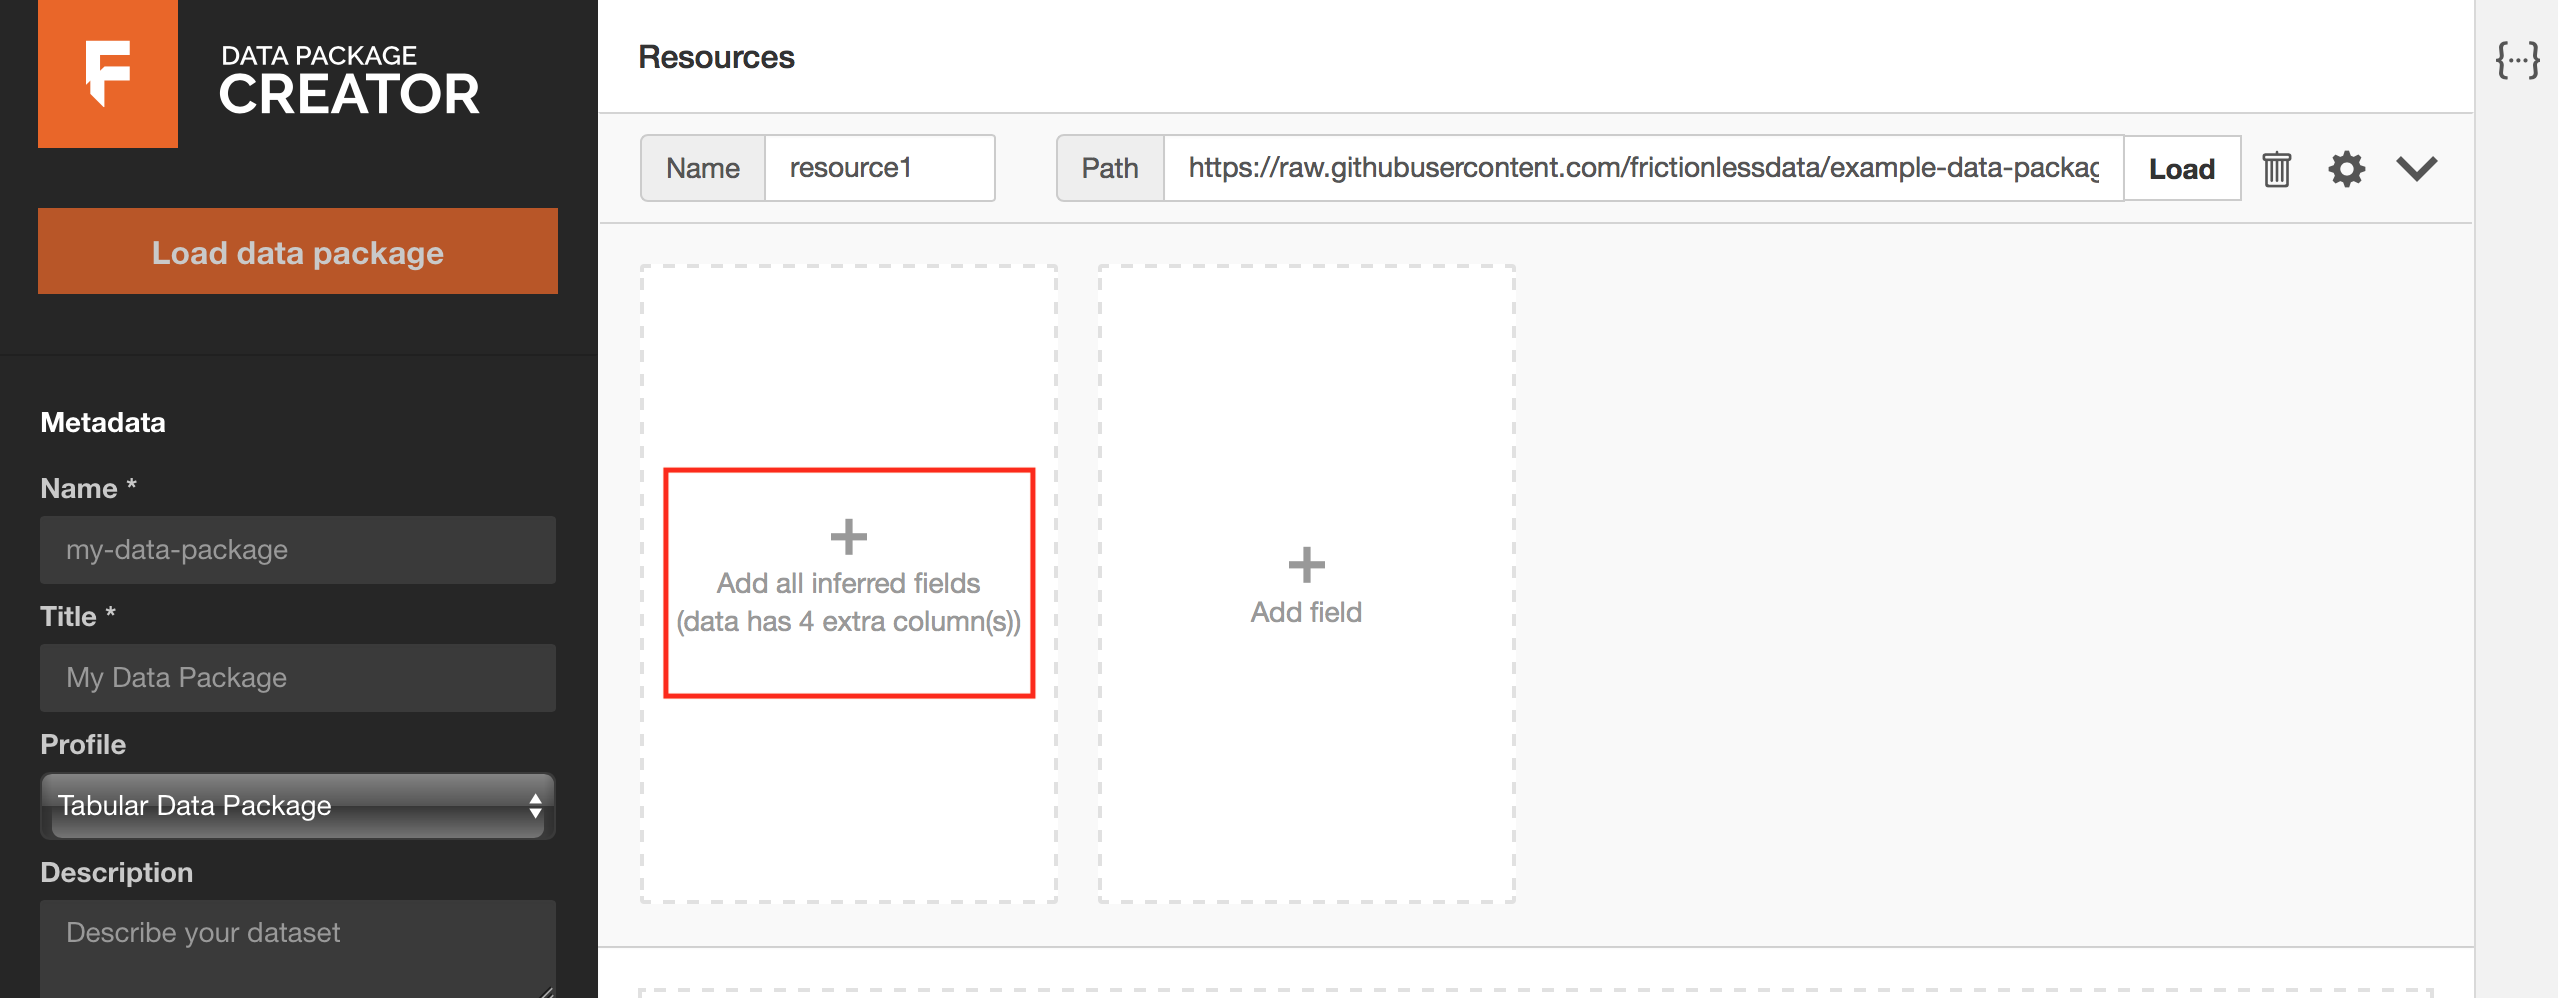 DATA PACKAGE
CREATOR
Load data package
Metadata
Name *
my-data-package
Title *
My Data Package
Profile
Tabular Data Package
Description
Describe your dataset
Resources
Name
resource1
Path
https://raw.githubusercontent.com/frictionlessdata/example-data-packag
Load
{...}
Add all inferred fields
(data has 4 extra column(s))
Add field